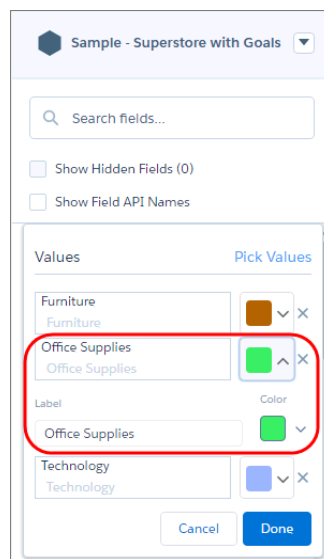 Sample - Superstore with Goals
Search fields...
Show Hidden Fields (0)
Show Field API Names
Values Pick Values
Furniture
Furniture
Office Supplies
Office Supplies
Label Color
Office Supplies
Technology
Technology
Cancel Done